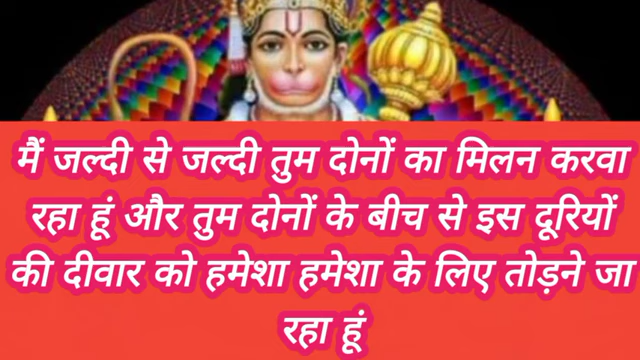 मैं जल्दी से जल्दी तुम दोनों का मिलन करवा
रहा हूं और तुम दोनों के बीच से इस दूरियों
की दीवार को हमेशा हमेशा के लिए तोड़ने जा
रहा हूं